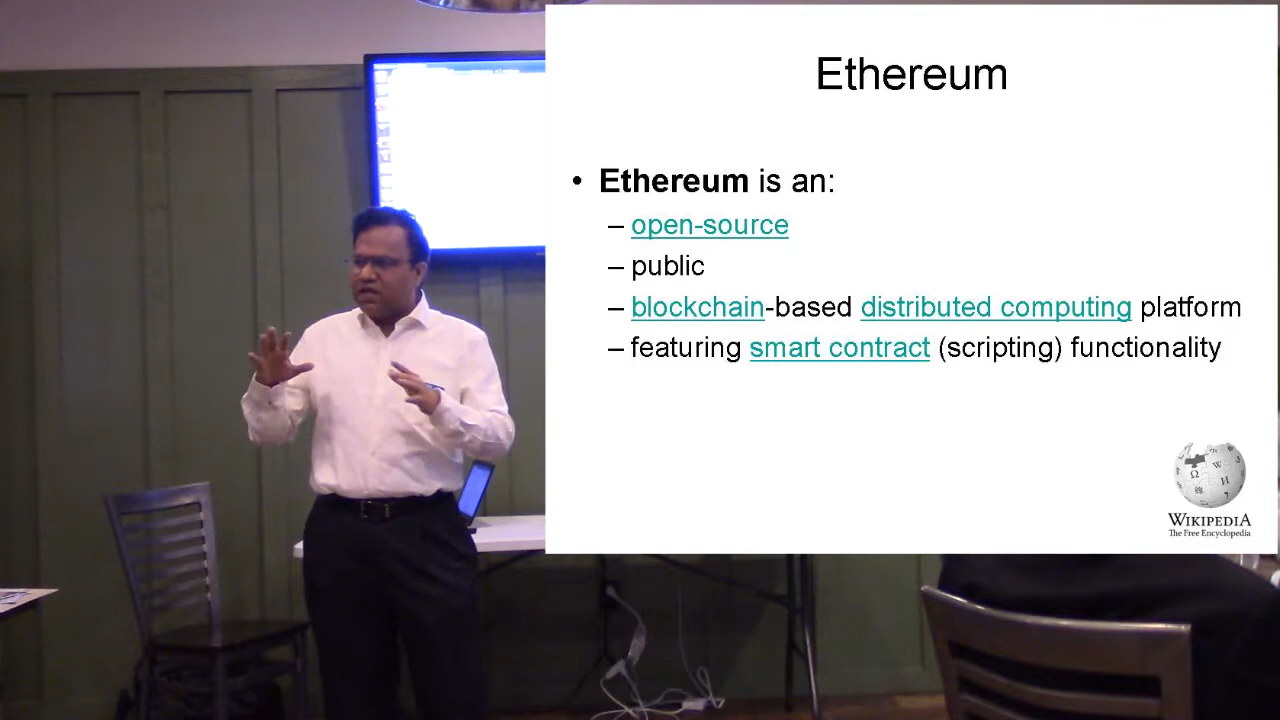 Ethereum
• Ethereum is an:
– open-source
– public
– blockchain-based distributed computing platform
– featuring smart contract (scripting) functionality
WIKIPEDIA
The Free Encyclopedia